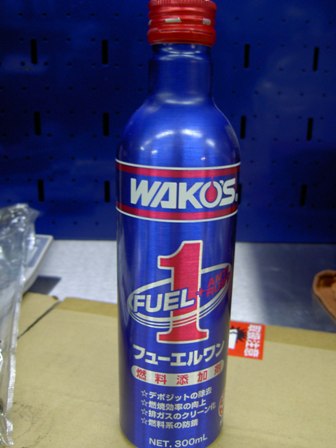 WAKO'S
1
FUEL
フューエルワン
燃料添加剤
☆デポジットの除去
☆燃焼効率の向上
☆排ガスのクリーン化
☆燃料系の防錆
NET. 300mL